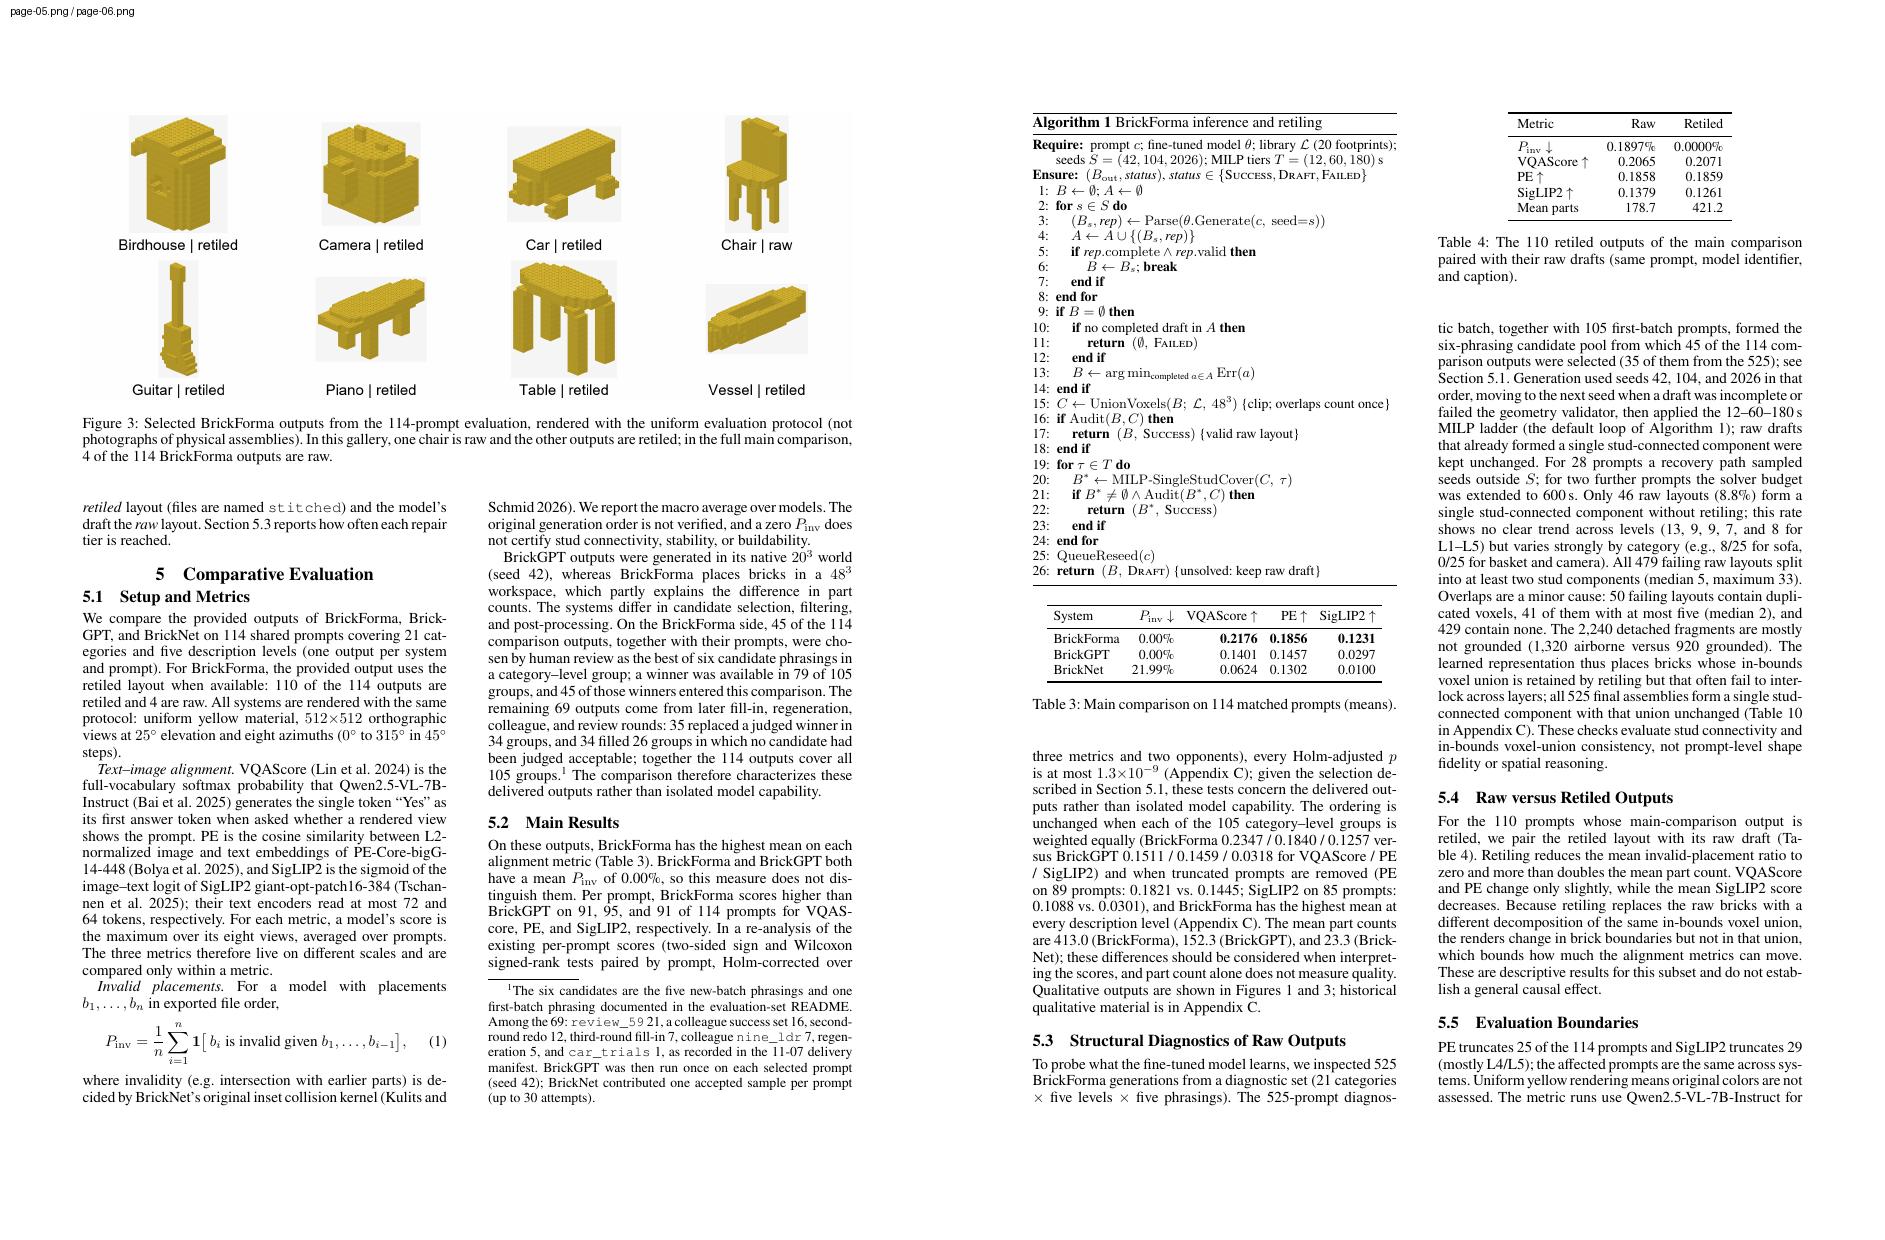 page-05.png / page-06.png
Birdhouse | retiled
Camera | retiled
Car | retiled
Chair | raw
Guitar | retiled
Piano | retiled
Table | retiled
Vessel | retiled
Figure 3: Selected BrickForma outputs from the 114-prompt evaluation, rendered with the uniform evaluation protocol (not
photographs of physical assemblies). In this gallery, one chair is raw and the other outputs are retiled; in the full main comparison,
4 of the 114 BrickForma outputs are raw.
retiled layout (files are named stitched) and the model's
draft the raw layout. Section 5.3 reports how often each repair
tier is reached.
5 Comparative Evaluation
5.1 Setup and Metrics
We compare the provided outputs of BrickForma, Brick-
GPT, and BrickNet on 114 shared prompts covering 21 cat-
egories and five description levels (one output per system
and prompt). For BrickForma, the provided output uses the
retiled layout when available: 110 of the 114 outputs are
retiled and 4 are raw. All systems are rendered with the same
protocol: uniform yellow material, 512×512 orthographic
views at 25° elevation and eight azimuths (0° to 315° in 45°
steps).
Text–image alignment. VQAScore (Lin et al. 2024) is the
full-vocabulary softmax probability that Qwen2.5-VL-7B-
Instruct (Bai et al. 2025) generates the single token “Yes” as
its first answer token when asked whether a rendered view
shows the prompt. PE is the cosine similarity between L2-
normalized image and text embeddings of PE-Core-bigG-
14-448 (Bolya et al. 2025), and SigLIP2 is the sigmoid of the
image–text logit of SigLIP2 giant-opt-patch16-384 (Tschan-
nen et al. 2025); their text encoders read at most 72 and
64 tokens, respectively. For each metric, a model's score is
the maximum over its eight views, averaged over prompts.
The three metrics therefore live on different scales and are
compared only within a metric.
Invalid placements. For a model with placements
b₁, . . . , bₙ in exported file order,
P_inv = 1/n ∑_{i=1}^{n} 𝟏[ bᵢ is invalid given b₁, . . . , bᵢ₋₁ ], (1)
where invalidity (e.g. intersection with earlier parts) is de-
cided by BrickNet's original inset collision kernel (Kulits and
Schmid 2026). We report the macro average over models. The
original generation order is not verified, and a zero P_inv does
not certify stud connectivity, stability, or buildability.
BrickGPT outputs were generated in its native 20³ world
(seed 42), whereas BrickForma places bricks in a 48³
workspace, which partly explains the difference in part
counts. The systems differ in candidate selection, filtering,
and post-processing. On the BrickForma side, 45 of the 114
comparison outputs, together with their prompts, were cho-
sen by human review as the best of six candidate phrasings in
a category–level group; a winner was available in 79 of 105
groups, and 45 of those winners entered this comparison. The
remaining 69 outputs come from later fill-in, regeneration,
colleague, and review rounds: 35 replaced a judged winner in
34 groups, and 34 filled 26 groups in which no candidate had
been judged acceptable; together the 114 outputs cover all
105 groups.¹ The comparison therefore characterizes these
delivered outputs rather than isolated model capability.
5.2 Main Results
On these outputs, BrickForma has the highest mean on each
alignment metric (Table 3). BrickForma and BrickGPT both
have a mean P_inv of 0.00%, so this measure does not dis-
tinguish them. Per prompt, BrickForma scores higher than
BrickGPT on 91, 95, and 91 of 114 prompts for VQAS-
core, PE, and SigLIP2, respectively. In a re-analysis of the
existing per-prompt scores (two-sided sign and Wilcoxon
signed-rank tests paired by prompt, Holm-corrected over
¹The six candidates are the five new-batch phrasings and one
first-batch phrasing documented in the evaluation-set README.
Among the 69: review_59 21, a colleague success set 16, second-
round redo 12, third-round fill-in 7, colleague nine_ldr 7, regen-
eration 5, and car_trials 1, as recorded in the 11-07 delivery
manifest. BrickGPT was then run once on each selected prompt
(seed 42); BrickNet contributed one accepted sample per prompt
(up to 30 attempts).
Algorithm 1 BrickForma inference and retiling
Require: prompt c; fine-tuned model θ; library ℒ (20 footprints);
seeds S = (42, 104, 2026); MILP tiers T = (12, 60, 180) s
Ensure: (B_out, status), status ∈ {SUCCESS, DRAFT, FAILED}
1: B ← ∅; A ← ∅
2: for s ∈ S do
3: (B_s, rep) ← Parse(θ.Generate(c, seed=s))
4: A ← A ∪ {(B_s, rep)}
5: if rep.complete ∧ rep.valid then
6: B ← B_s; break
7: end if
8: end for
9: if B = ∅ then
10: if no completed draft in A then
11: return (∅, FAILED)
12: end if
13: B ← arg min_{completed a∈A} Err(a)
14: end if
15: C ← UnionVoxels(B; ℒ, 48³) {clip; overlaps count once}
16: if Audit(B, C) then
17: return (B, SUCCESS) {valid raw layout}
18: end if
19: for τ ∈ T do
20: B* ← MILP-SingleStudCover(C, τ)
21: if B* ≠ ∅ ∧ Audit(B*, C) then
22: return (B*, SUCCESS)
23: end if
24: end for
25: QueueReseed(c)
26: return (B, DRAFT) {unsolved: keep raw draft}
System P_inv ↓ VQAScore ↑ PE ↑ SigLIP2 ↑
BrickForma 0.00% 0.2176 0.1856 0.1231
BrickGPT 0.00% 0.1401 0.1457 0.0297
BrickNet 21.99% 0.0624 0.1302 0.0100
Table 3: Main comparison on 114 matched prompts (means).
three metrics and two opponents), every Holm-adjusted p
is at most 1.3×10⁻⁹ (Appendix C); given the selection de-
scribed in Section 5.1, these tests concern the delivered out-
puts rather than isolated model capability. The ordering is
unchanged when each of the 105 category–level groups is
weighted equally (BrickForma 0.2347 / 0.1840 / 0.1257 ver-
sus BrickGPT 0.1511 / 0.1459 / 0.0318 for VQAScore / PE
/ SigLIP2) and when truncated prompts are removed (PE
on 89 prompts: 0.1821 vs. 0.1445; SigLIP2 on 85 prompts:
0.1088 vs. 0.0301), and BrickForma has the highest mean at
every description level (Appendix C). The mean part counts
are 413.0 (BrickForma), 152.3 (BrickGPT), and 23.3 (Brick-
Net); these differences should be considered when interpret-
ing the scores, and part count alone does not measure quality.
Qualitative outputs are shown in Figures 1 and 3; historical
qualitative material is in Appendix C.
5.3 Structural Diagnostics of Raw Outputs
To probe what the fine-tuned model learns, we inspected 525
BrickForma generations from a diagnostic set (21 categories
× five levels × five phrasings). The 525-prompt diagnos-
Metric Raw Retiled
P_inv ↓ 0.1897% 0.0000%
VQAScore ↑ 0.2065 0.2071
PE ↑ 0.1858 0.1859
SigLIP2 ↑ 0.1379 0.1261
Mean parts 178.7 421.2
Table 4: The 110 retiled outputs of the main comparison
paired with their raw drafts (same prompt, model identifier,
and caption).
tic batch, together with 105 first-batch prompts, formed the
six-phrasing candidate pool from which 45 of the 114 com-
parison outputs were selected (35 of them from the 525); see
Section 5.1. Generation used seeds 42, 104, and 2026 in that
order, moving to the next seed when a draft was incomplete or
failed the geometry validator, then applied the 12–60–180 s
MILP ladder (the default loop of Algorithm 1); raw drafts
that already formed a single stud-connected component were
kept unchanged. For 28 prompts a recovery path sampled
seeds outside S; for two further prompts the solver budget
was extended to 600 s. Only 46 raw layouts (8.8%) form a
single stud-connected component without retiling; this rate
shows no clear trend across levels (13, 9, 9, 7, and 8 for
L1–L5) but varies strongly by category (e.g., 8/25 for sofa,
0/25 for basket and camera). All 479 failing raw layouts split
into at least two stud components (median 5, maximum 33).
Overlaps are a minor cause: 50 failing layouts contain dupli-
cated voxels, 41 of them with at most five (median 2), and
429 contain none. The 2,240 detached fragments are mostly
not grounded (1,320 airborne versus 920 grounded). The
learned representation thus places bricks whose in-bounds
voxel union is retained by retiling but that often fail to inter-
lock across layers; all 525 final assemblies form a single stud-
connected component with that union unchanged (Table 10
in Appendix C). These checks evaluate stud connectivity and
in-bounds voxel-union consistency, not prompt-level shape
fidelity or spatial reasoning.
5.4 Raw versus Retiled Outputs
For the 110 prompts whose main-comparison output is
retiled, we pair the retiled layout with its raw draft (Ta-
ble 4). Retiling reduces the mean invalid-placement ratio to
zero and more than doubles the mean part count. VQAScore
and PE change only slightly, while the mean SigLIP2 score
decreases. Because retiling replaces the raw bricks with a
different decomposition of the same in-bounds voxel union,
the renders change in brick boundaries but not in that union,
which bounds how much the alignment metrics can move.
These are descriptive results for this subset and do not estab-
lish a general causal effect.
5.5 Evaluation Boundaries
PE truncates 25 of the 114 prompts and SigLIP2 truncates 29
(mostly L4/L5); the affected prompts are the same across sys-
tems. Uniform yellow rendering means original colors are not
assessed. The metric runs use Qwen2.5-VL-7B-Instruct for